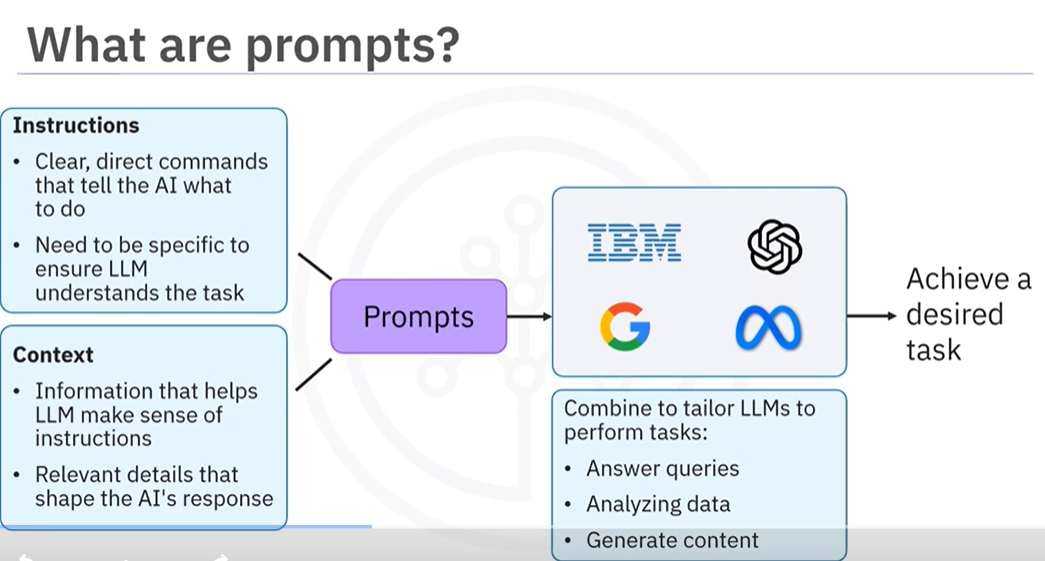 What are prompts?
Instructions
• Clear, direct commands
that tell the AI what
to do
• Need to be specific to
ensure LLM
understands the task
Context
• Information that helps
LLM make sense of
instructions
• Relevant details that
shape the AI's response
Prompts
IBM
Combine to tailor LLMs to
perform tasks:
• Answer queries
• Analyzing data
• Generate content
Achieve a
desired
task